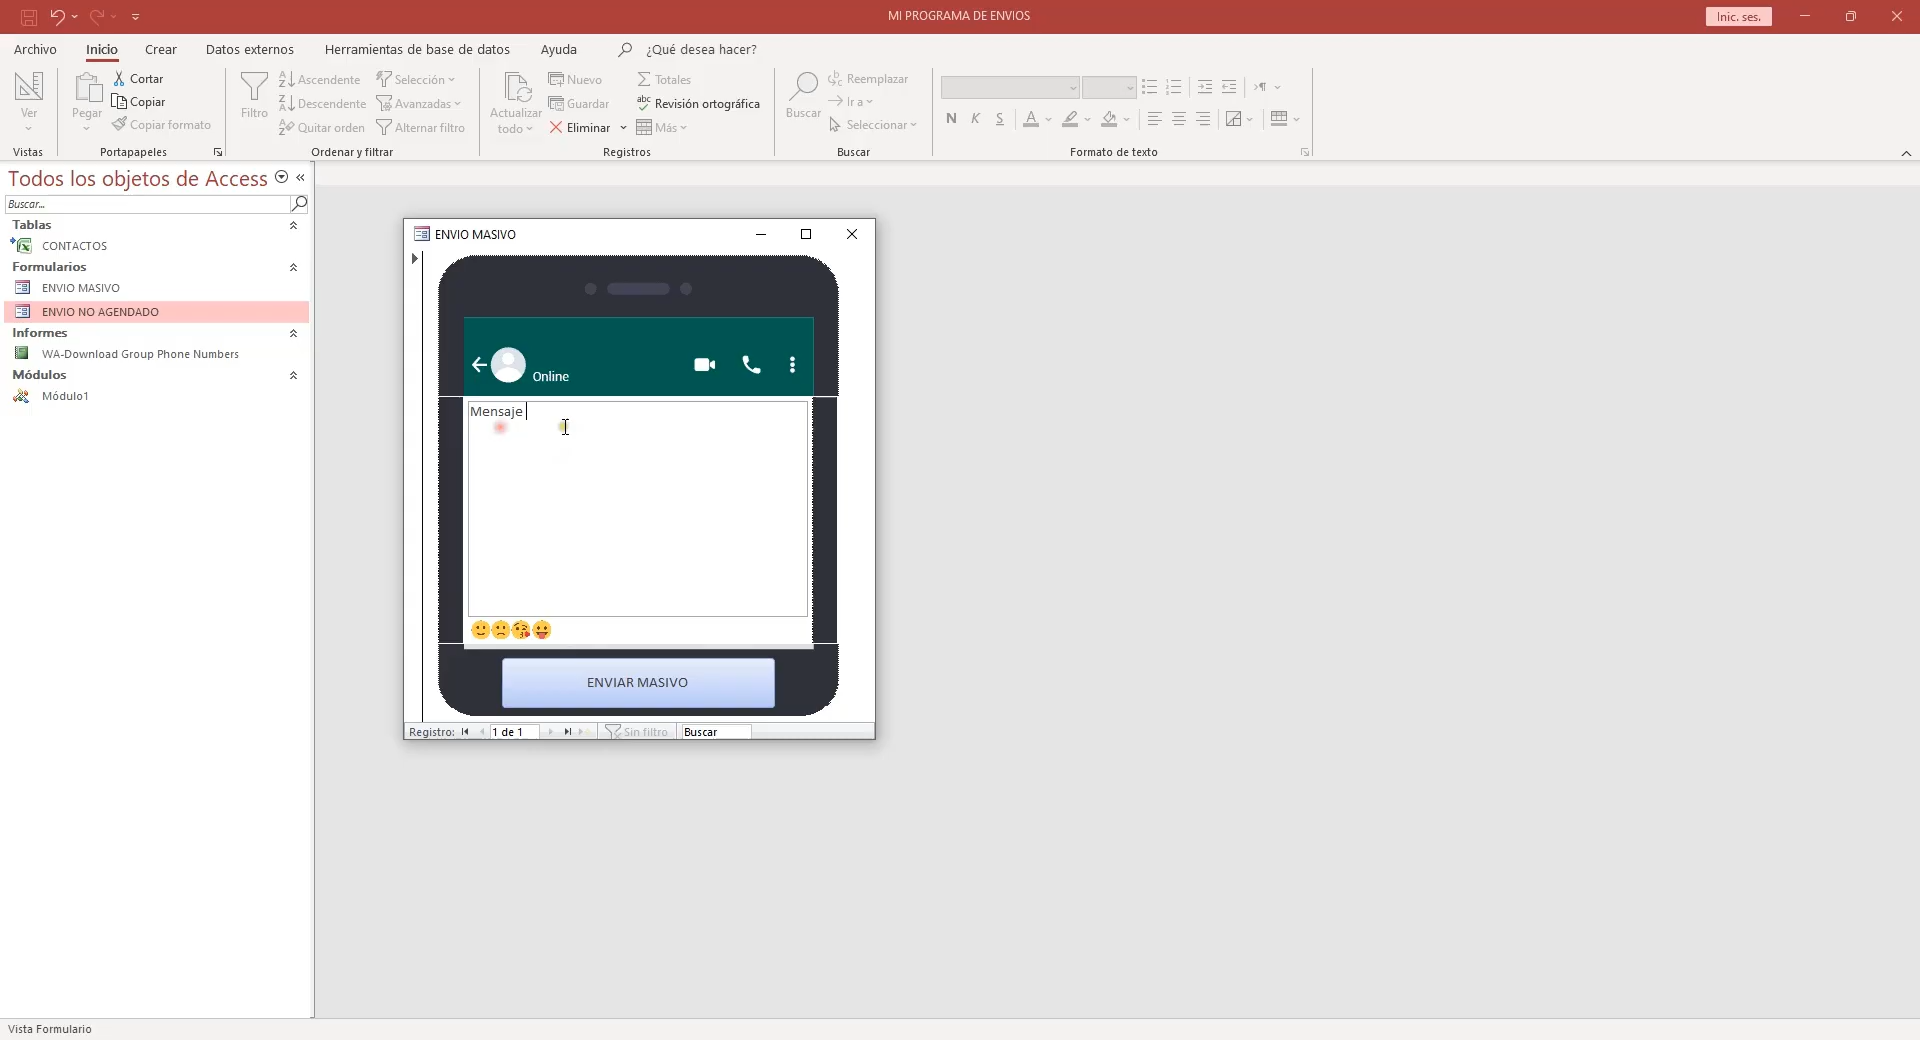 MI PROGRAMA DE ENVIOS
Inic. ses.
Archivo Inicio Crear Datos externos Herramientas de base de datos Ayuda ¿Qué desea hacer?
Ver
Vistas
Pegar
Cortar
Copiar
Copiar formato
Portapapeles
Filtro
Ascendente
Descendente
Quitar orden
Selección
Avanzadas
Alternar filtro
Ordenar y filtrar
Actualizar
todo
Nuevo
Guardar
Eliminar
Totales
Revisión ortográfica
Más
Registros
Buscar
Reemplazar
Ir a
Seleccionar
Buscar
N K S A
Formato de texto
Todos los objetos de Access
Buscar...
Tablas
CONTACTOS
Formularios
ENVIO MASIVO
ENVIO NO AGENDADO
Informes
WA-Download Group Phone Numbers
Módulos
Módulo1
ENVIO MASIVO
Online
Mensaje
ENVIAR MASIVO
Registro: 1 de 1 Sin filtro Buscar
Vista Formulario